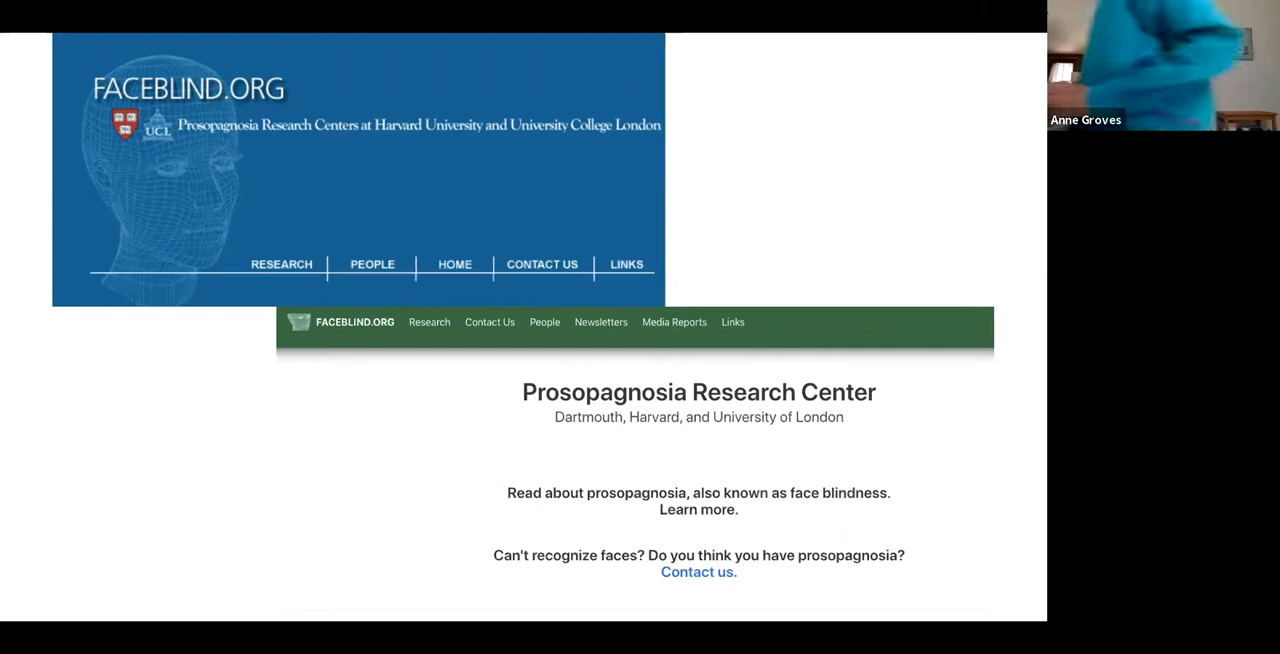 FACEBLIND.ORG
UCL Prosopagnosia Research Centers at Harvard University and University College London
RESEARCH PEOPLE HOME CONTACT US LINKS
FACEBLIND.ORG Research Contact Us People Newsletters Media Reports Links
Prosopagnosia Research Center
Dartmouth, Harvard, and University of London
Read about prosopagnosia, also known as face blindness.
Learn more.
Can't recognize faces? Do you think you have prosopagnosia?
Contact us.
Anne Groves